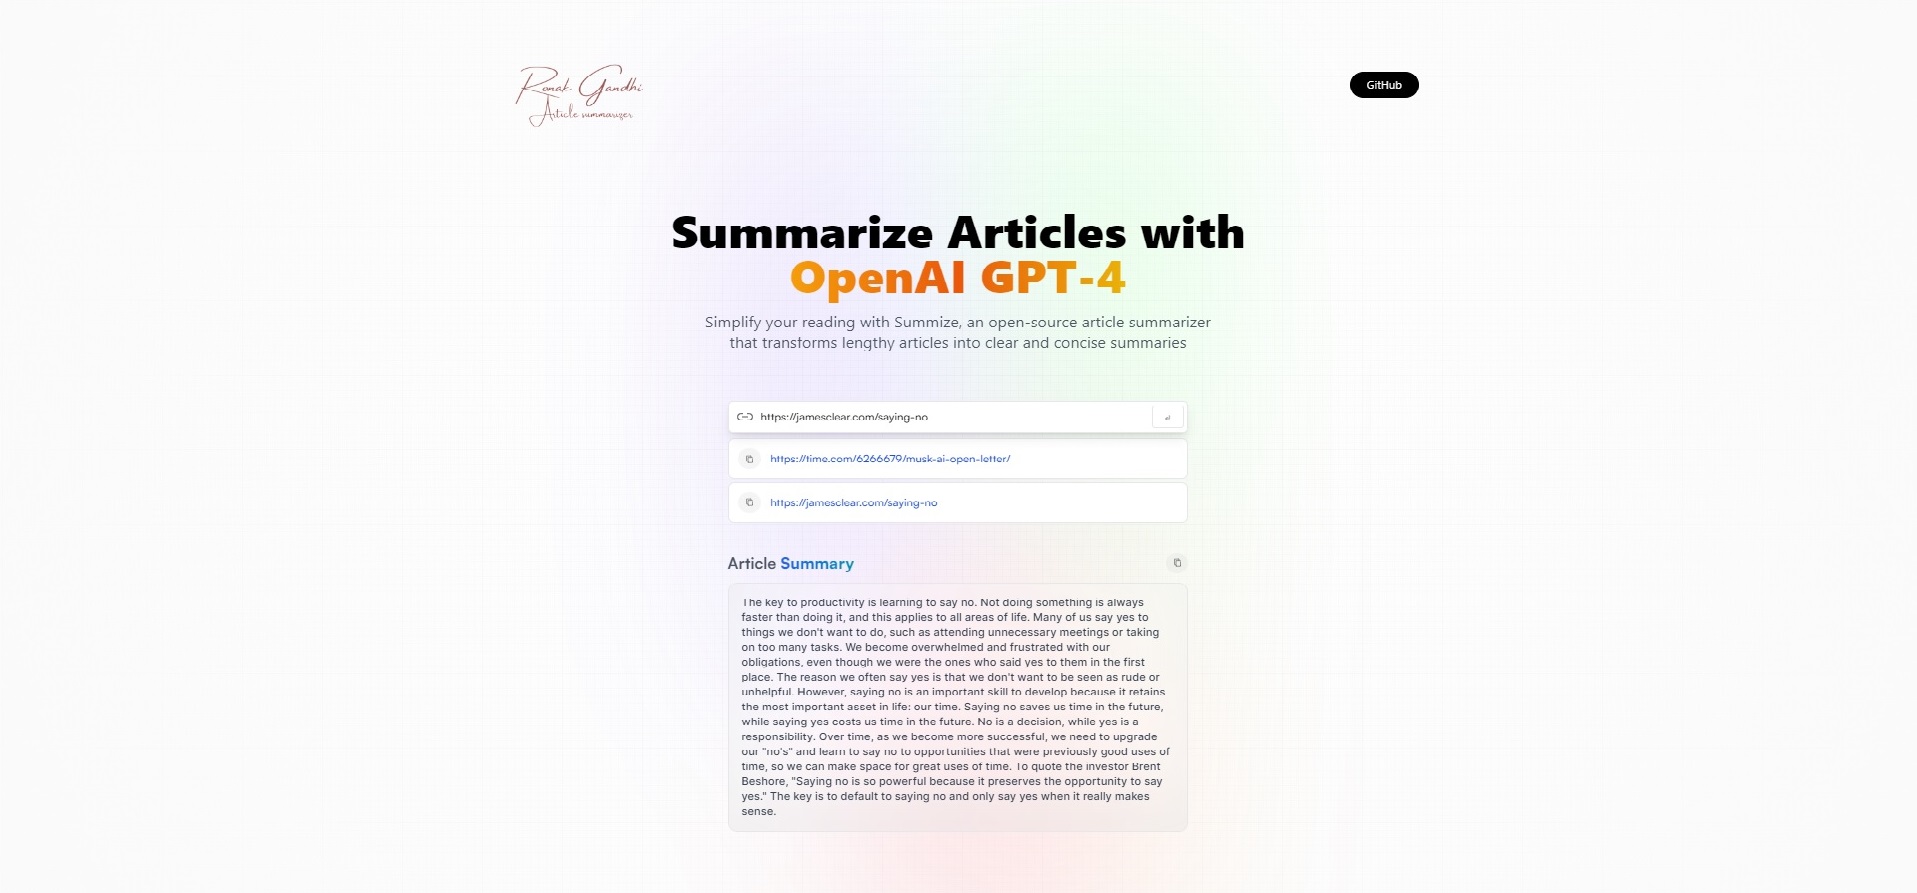 Ronak Gandhi
Article summarizer
GitHub
Summarize Articles with
OpenAI GPT-4
Simplify your reading with Summize, an open-source article summarizer
that transforms lengthy articles into clear and concise summaries
https://jamesclear.com/saying-no
https://time.com/6266679/musk-ai-open-letter/
https://jamesclear.com/saying-no
Article Summary
The key to productivity is learning to say no. Not doing something is always
faster than doing it, and this applies to all areas of life. Many of us say yes to
things we don't want to do, such as attending unnecessary meetings or taking
on too many tasks. We become overwhelmed and frustrated with our
obligations, even though we were the ones who said yes to them in the first
place. The reason we often say yes is that we don't want to be seen as rude or
unhelpful. However, saying no is an important skill to develop because it retains
the most important asset in life: our time. Saying no saves us time in the future,
while saying yes costs us time in the future. No is a decision, while yes is a
responsibility. Over time, as we become more successful, we need to upgrade
our "no's" and learn to say no to opportunities that were previously good uses of
time, so we can make space for great uses of time. To quote the investor Brent
Beshore, "Saying no is so powerful because it preserves the opportunity to say
yes." The key is to default to saying no and only say yes when it really makes
sense.